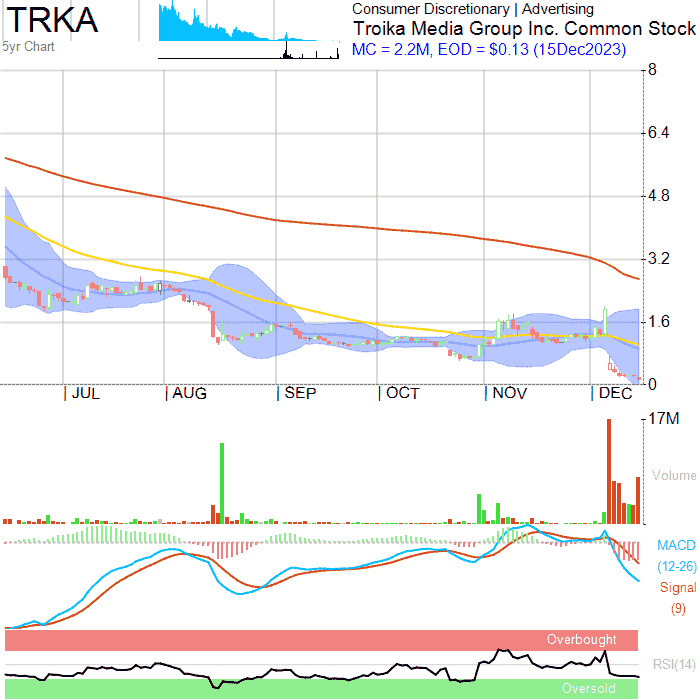 TRKA
5yr Chart
Consumer Discretionary | Advertising
Troika Media Group Inc. Common Stock
MC = 2.2M, EOD = $0.13 (15Dec2023)
8
6.4
4.8
3.2
1.6
0
JUL AUG SEP OCT NOV DEC
17M
Volume
MACD
(12-26)
Signal
(9)
Overbought
RSI(14)
Oversold